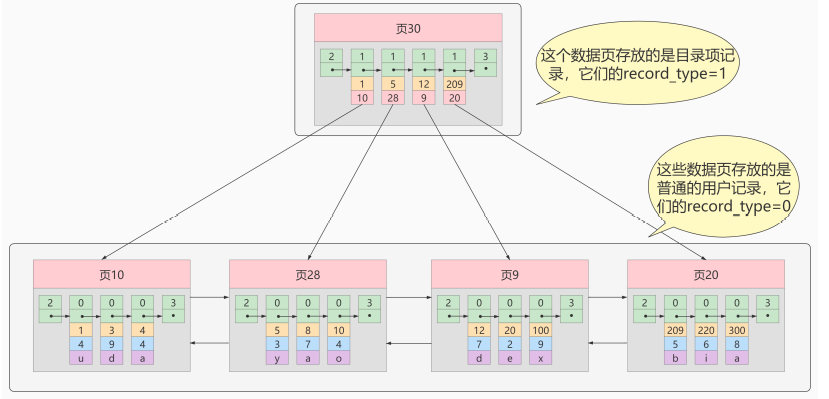 页30
2 1 1 1 1 3
1 5 12 209
10 28 9 20
这个数据页存放的是目录项记
录，它们的record_type=1
这些数据页存放的是
普通的用户记录，它
们的record_type=0
页10
2 0 0 0 3
1 3 4
4 9 4
u d a
页28
2 0 0 0 3
5 8 10
3 7 4
y a o
页9
2 0 0 0 3
12 20 100
7 2 9
d e x
页20
2 0 0 0 3
209 220 300
5 6 8
b i a